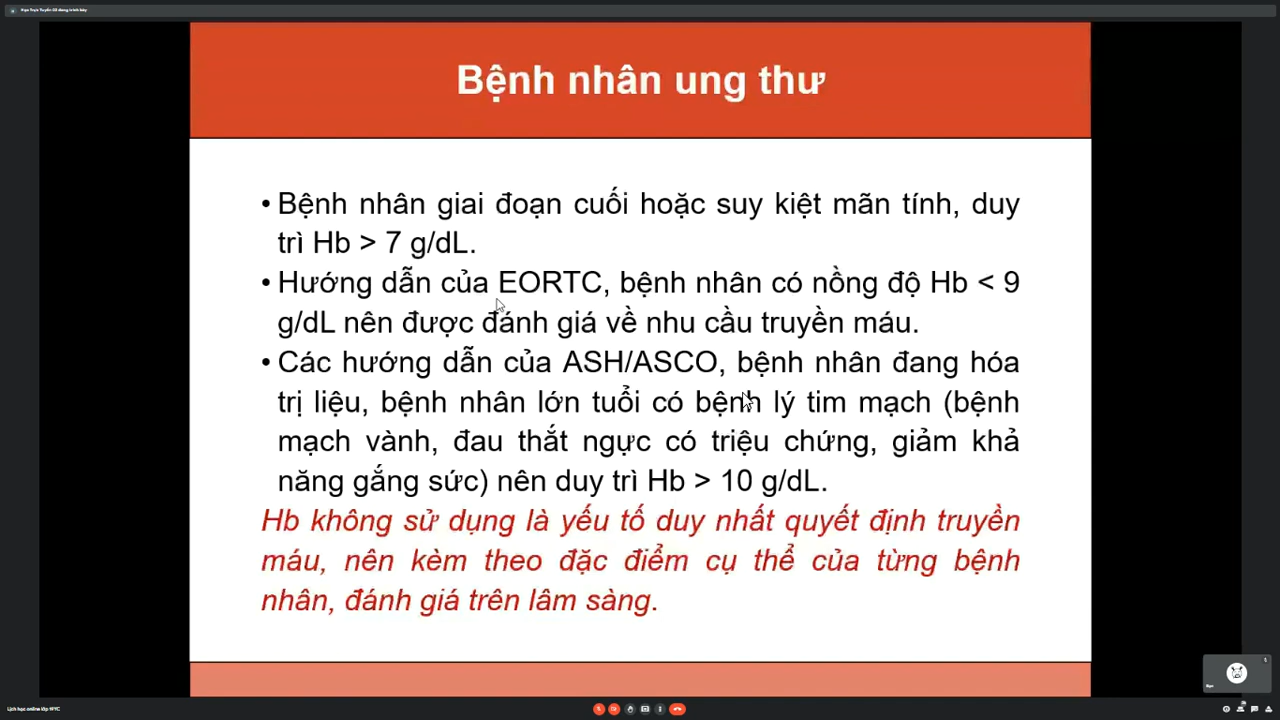 Bệnh nhân ung thư
• Bệnh nhân giai đoạn cuối hoặc suy kiệt mãn tính, duy
trì Hb > 7 g/dL.
• Hướng dẫn của EORTC, bệnh nhân có nồng độ Hb < 9
g/dL nên được đánh giá về nhu cầu truyền máu.
• Các hướng dẫn của ASH/ASCO, bệnh nhân đang hóa
trị liệu, bệnh nhân lớn tuổi có bệnh lý tim mạch (bệnh
mạch vành, đau thắt ngực có triệu chứng, giảm khả
năng gắng sức) nên duy trì Hb > 10 g/dL.
Hb không sử dụng là yếu tố duy nhất quyết định truyền
máu, nên kèm theo đặc điểm cụ thể của từng bệnh
nhân, đánh giá trên lâm sàng.
Bạn
Lịch học online lớp